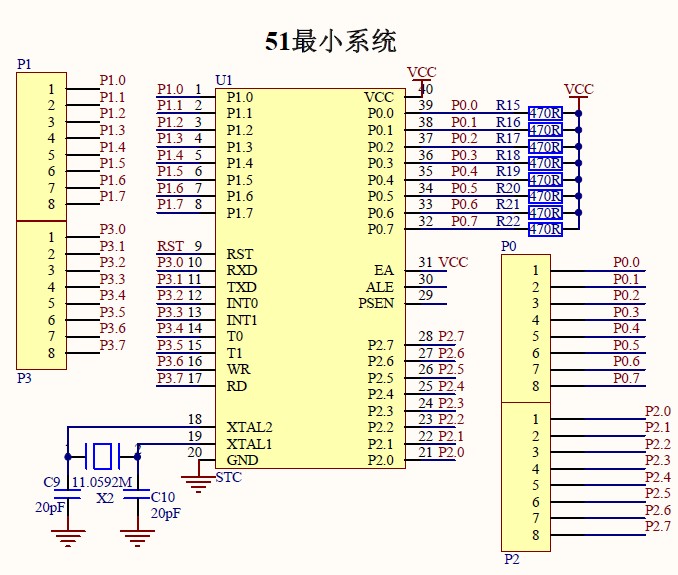 51最小系统
P1
1 P1.0
2 P1.1
3 P1.2
4 P1.3
5 P1.4
6 P1.5
7 P1.6
8 P1.7
1 P3.0
2 P3.1
3 P3.2
4 P3.3
5 P3.4
6 P3.5
7 P3.6
8 P3.7
P3
U1
P1.0 1 P1.0
P1.1 2 P1.1
P1.2 3 P1.2
P1.3 4 P1.3
P1.4 5 P1.4
P1.5 6 P1.5
P1.6 7 P1.6
P1.7 8 P1.7
RST 9 RST
P3.0 10 RXD
P3.1 11 TXD
P3.2 12 INT0
P3.3 13 INT1
P3.4 14 T0
P3.5 15 T1
P3.6 16 WR
P3.7 17 RD
18 XTAL2
19 XTAL1
20 GND
STC
VCC
VCC 40
P0.0 39 P0.0 R15 470R
P0.1 38 P0.1 R16 470R
P0.2 37 P0.2 R17 470R
P0.3 36 P0.3 R18 470R
P0.4 35 P0.4 R19 470R
P0.5 34 P0.5 R20 470R
P0.6 33 P0.6 R21 470R
P0.7 32 P0.7 R22 470R
VCC
EA 31 VCC
ALE 30
PSEN 29
P2.7 28 P2.7
P2.6 27 P2.6
P2.5 26 P2.5
P2.4 25 P2.4
P2.3 24 P2.3
P2.2 23 P2.2
P2.1 22 P2.1
P2.0 21 P2.0
C9
20pF
11.0592M
X2
C10
20pF
P0
1 P0.0
2 P0.1
3 P0.2
4 P0.3
5 P0.4
6 P0.5
7 P0.6
8 P0.7
1 P2.0
2 P2.1
3 P2.2
4 P2.3
5 P2.4
6 P2.5
7 P2.6
8 P2.7
P2